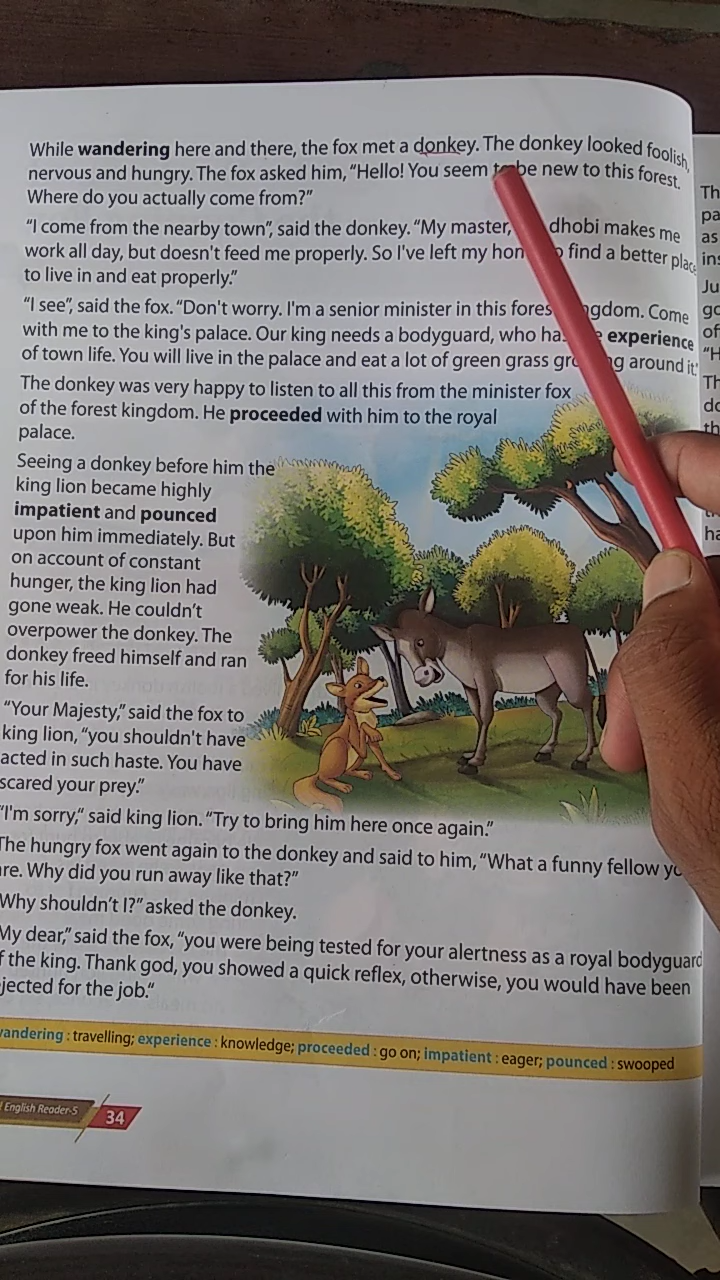 While wandering here and there, the fox met a donkey. The donkey looked foolish,
nervous and hungry. The fox asked him, "Hello! You seem to be new to this forest.
Where do you actually come from?"
"I come from the nearby town", said the donkey. "My master, dhobi makes me
work all day, but doesn't feed me properly. So I've left my find a better place
to live in and eat properly."
"I see", said the fox. "Don't worry. I'm a senior minister in this Come
with me to the king's palace. Our king needs a bodyguard, who experience
of town life. You will live in the palace and eat a lot of green grass around it."
The donkey was very happy to listen to all this from the minister fox
of the forest kingdom. He proceeded with him to the royal
palace.
Seeing a donkey before him the
king lion became highly
impatient and pounced
upon him immediately. But
on account of constant
hunger, the king lion had
gone weak. He couldn't
overpower the donkey. The
donkey freed himself and ran
for his life.
"Your Majesty," said the fox to
king lion, "you shouldn't have
acted in such haste. You have
scared your prey."
"I'm sorry," said king lion. "Try to bring him here once again."
The hungry fox went again to the donkey and said to him, "What a funny fellow
are. Why did you run away like that?"
Why shouldn't I?" asked the donkey.
My dear," said the fox, "you were being tested for your alertness as a royal bodyguard
f the king. Thank god, you showed a quick reflex, otherwise, you would have been
jected for the job."
wandering : travelling; experience : knowledge; proceeded : go on; impatient : eager; pounced : swooped
English Reader-5
34
Th
pa
as
in
Ju
go
of
"H
Th
do
th
ha